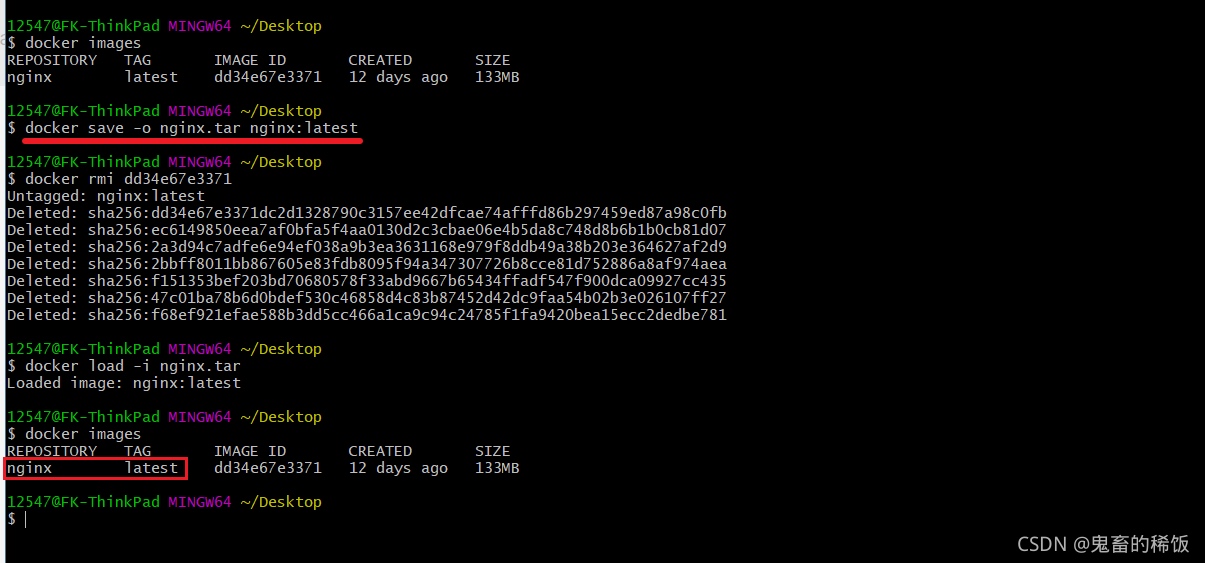 12547@FK-ThinkPad MINGW64 ~/Desktop
$ docker images
REPOSITORY   TAG       IMAGE ID       CREATED       SIZE
nginx        latest    dd34e67e3371   12 days ago   133MB
12547@FK-ThinkPad MINGW64 ~/Desktop
$ docker save -o nginx.tar nginx:latest
12547@FK-ThinkPad MINGW64 ~/Desktop
$ docker rmi dd34e67e3371
Untagged: nginx:latest
Deleted: sha256:dd34e67e3371dc2d1328790c3157ee42dfcae74afffd86b297459ed87a98c0fb
Deleted: sha256:ec6149850eea7af0bfa5f4aa0130d2c3cbae06e4b5da8c748d8b6b1b0cb81d07
Deleted: sha256:2a3d94c7adfe6e94ef038a9b3ea3631168e979f8ddb49a38b203e364627af2d9
Deleted: sha256:2bbff8011bb867605e83fdb8095f94a347307726b8cce81d752886a8af974aea
Deleted: sha256:f151353bef203bd70680578f33abd9667b65434ffadf547f900dca09927cc435
Deleted: sha256:47c01ba78b6d0bdef530c46858d4c83b87452d42dc9faa54b02b3e026107ff27
Deleted: sha256:f68ef921efae588b3dd5cc466a1ca9c94c24785f1fa9420bea15ecc2dedbe781
12547@FK-ThinkPad MINGW64 ~/Desktop
$ docker load -i nginx.tar
Loaded image: nginx:latest
12547@FK-ThinkPad MINGW64 ~/Desktop
$ docker images
REPOSITORY   TAG       IMAGE ID       CREATED       SIZE
nginx        latest    dd34e67e3371   12 days ago   133MB
12547@FK-ThinkPad MINGW64 ~/Desktop
$
CSDN @鬼畜的稀饭